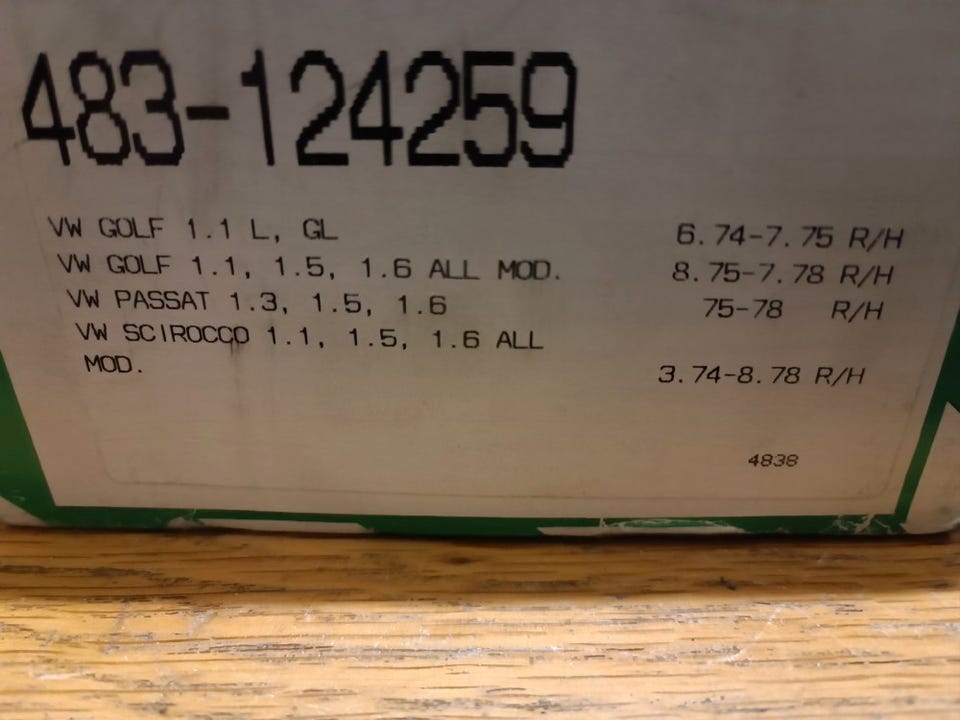 483-124259
VW GOLF 1.1 L, GL 6.74-7.75 R/H
VW GOLF 1.1, 1.5, 1.6 ALL MOD. 8.75-7.78 R/H
VW PASSAT 1.3, 1.5, 1.6 75-78 R/H
VW SCIROCCO 1.1, 1.5, 1.6 ALL
MOD. 3.74-8.78 R/H
4838